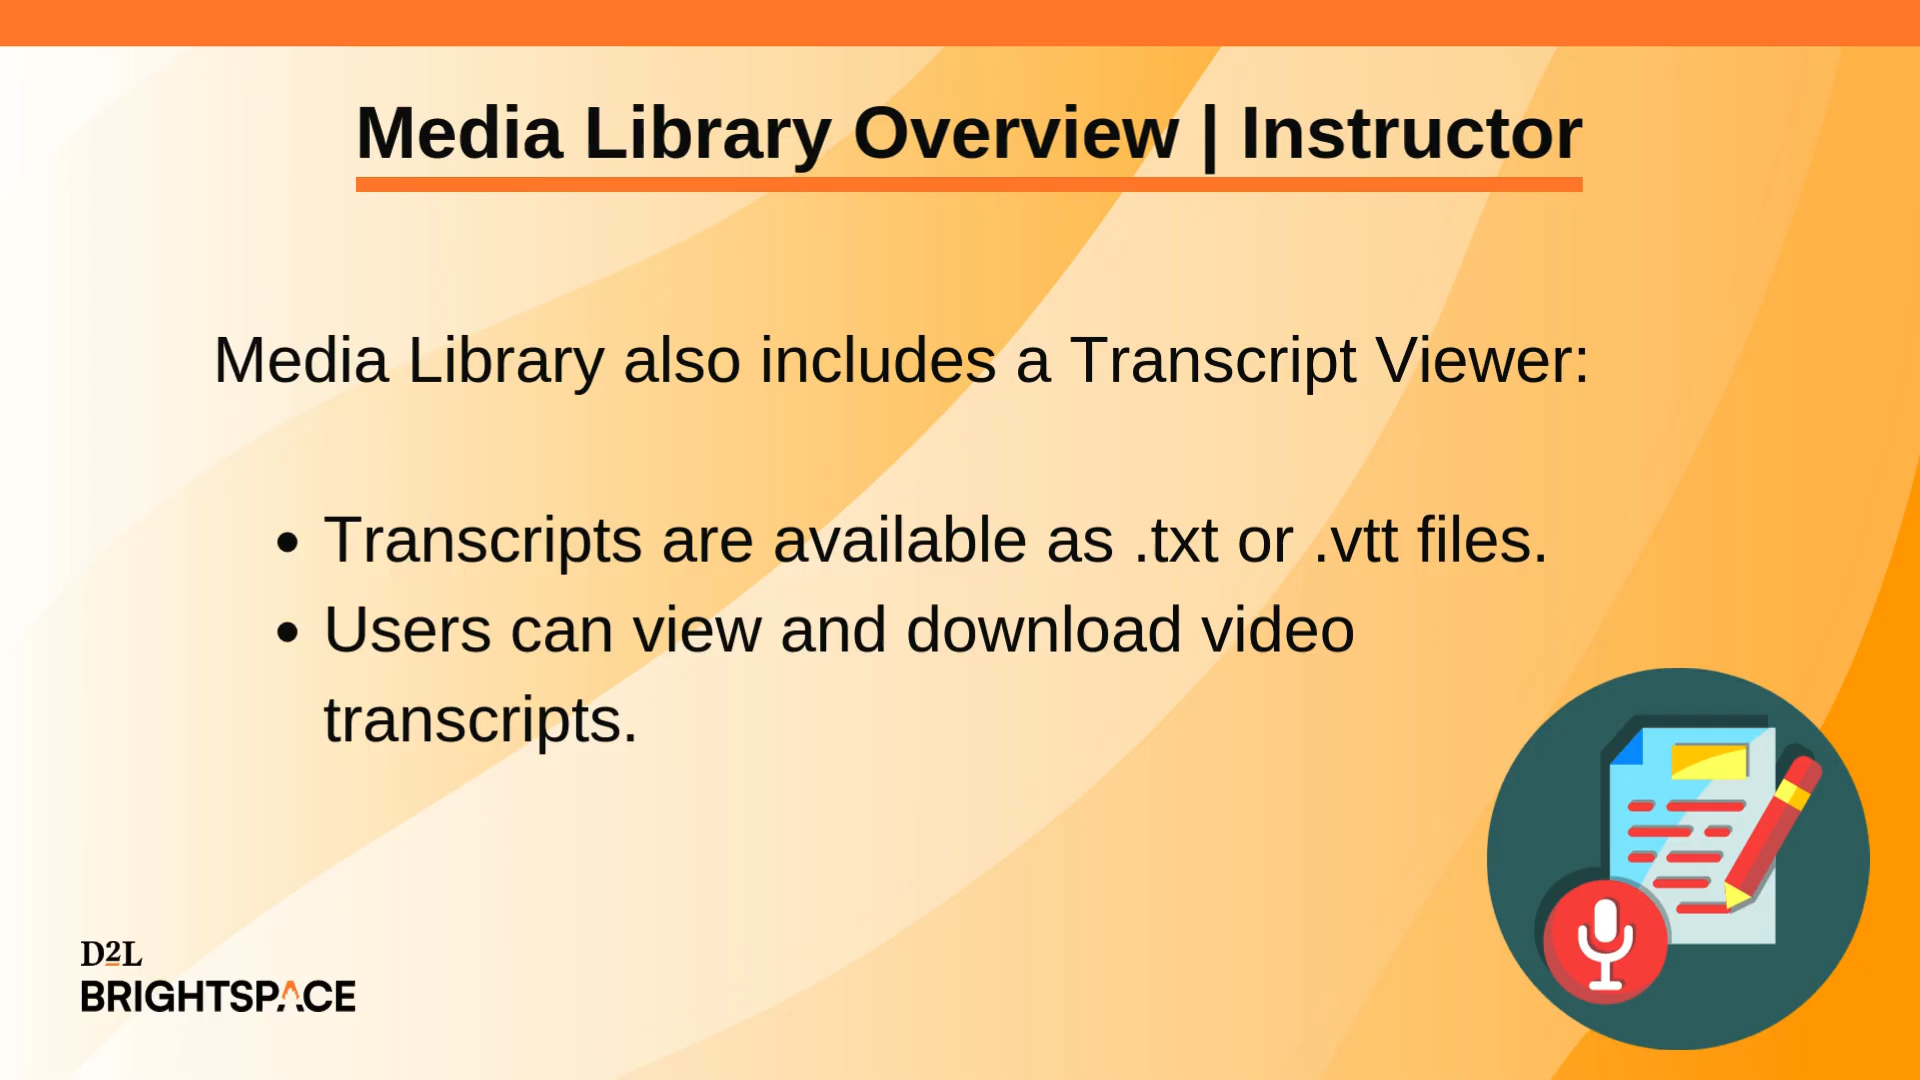 Media Library Overview | Instructor
Media Library also includes a Transcript Viewer:
• Transcripts are available as .txt or .vtt files.
• Users can view and download video
transcripts.
D2L
BRIGHTSPACE